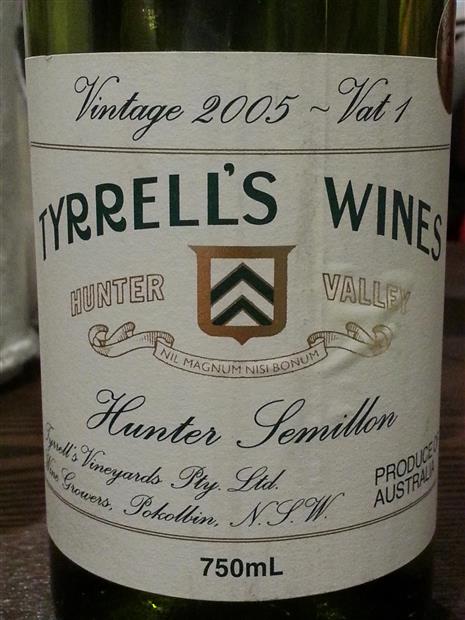 Vintage 2005 ~ Vat 1
TYRRELL'S WINES
HUNTER VALLEY
NIL MAGNUM NISI BONUM
Hunter Semillon
Tyrrell's Vineyards Pty. Ltd.
Wine Growers, Pokolbin, N.S.W.
PRODUCE OF
AUSTRALIA
750mL